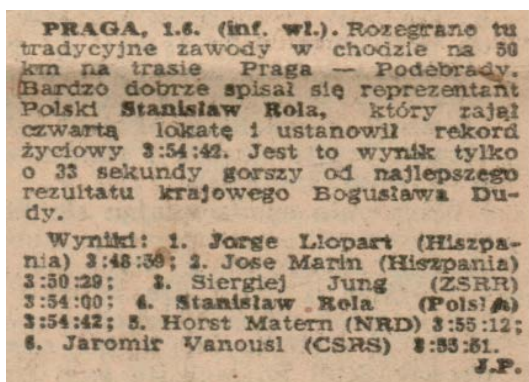 PRAGA, 1.6. (inf. wł.). Rozegrane tu
tradycyjne zawody w chodzie na 50
km na trasie Praga — Podebrady.
Bardzo dobrze spisał się reprezentant
Polski Stanisław Rola, który zajął
czwartą lokatę i ustanowił rekord
życiowy 3:54:42. Jest to wynik tylko
o 33 sekundy gorszy od najlepszego
rezultatu krajowego Bogusława Du-
dy.
Wyniki: 1. Jorge Llopart (Hiszpa-
nia) 3:48:59; 2. Jose Marin (Hiszpania)
3:50:29; 3. Siergiej Jung (ZSRR)
3:54:00; 4. Stanisław Rola (Polska)
3:54:42; 5. Horst Matern (NRD) 3:55:12;
6. Jaromir Vanousl (CSRS) 3:55:51.
J.P.